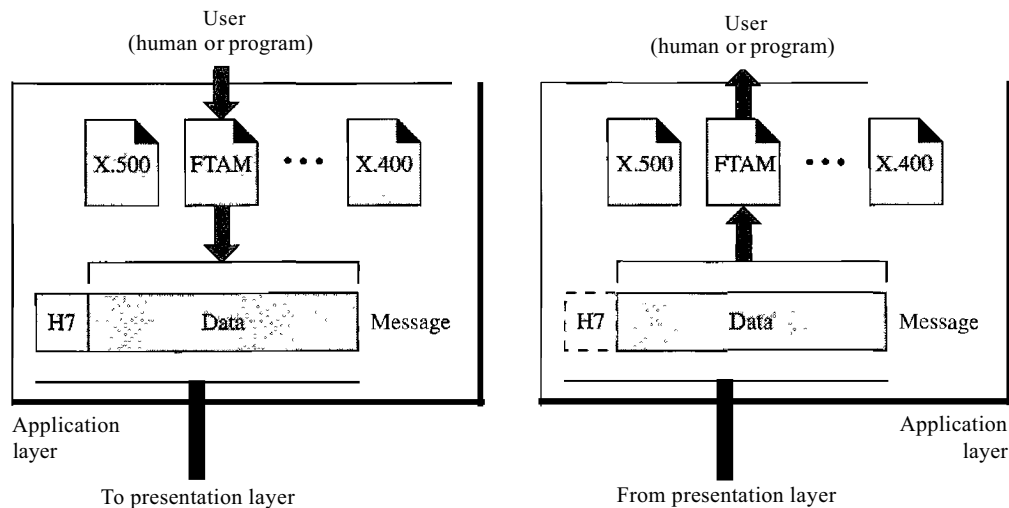 User
(human or program)
X.500
FTAM
•••
X.400
H7
Data
Message
Application
layer
To presentation layer
User
(human or program)
X.500
FTAM
•••
X.400
H7
Data
Message
Application
layer
From presentation layer